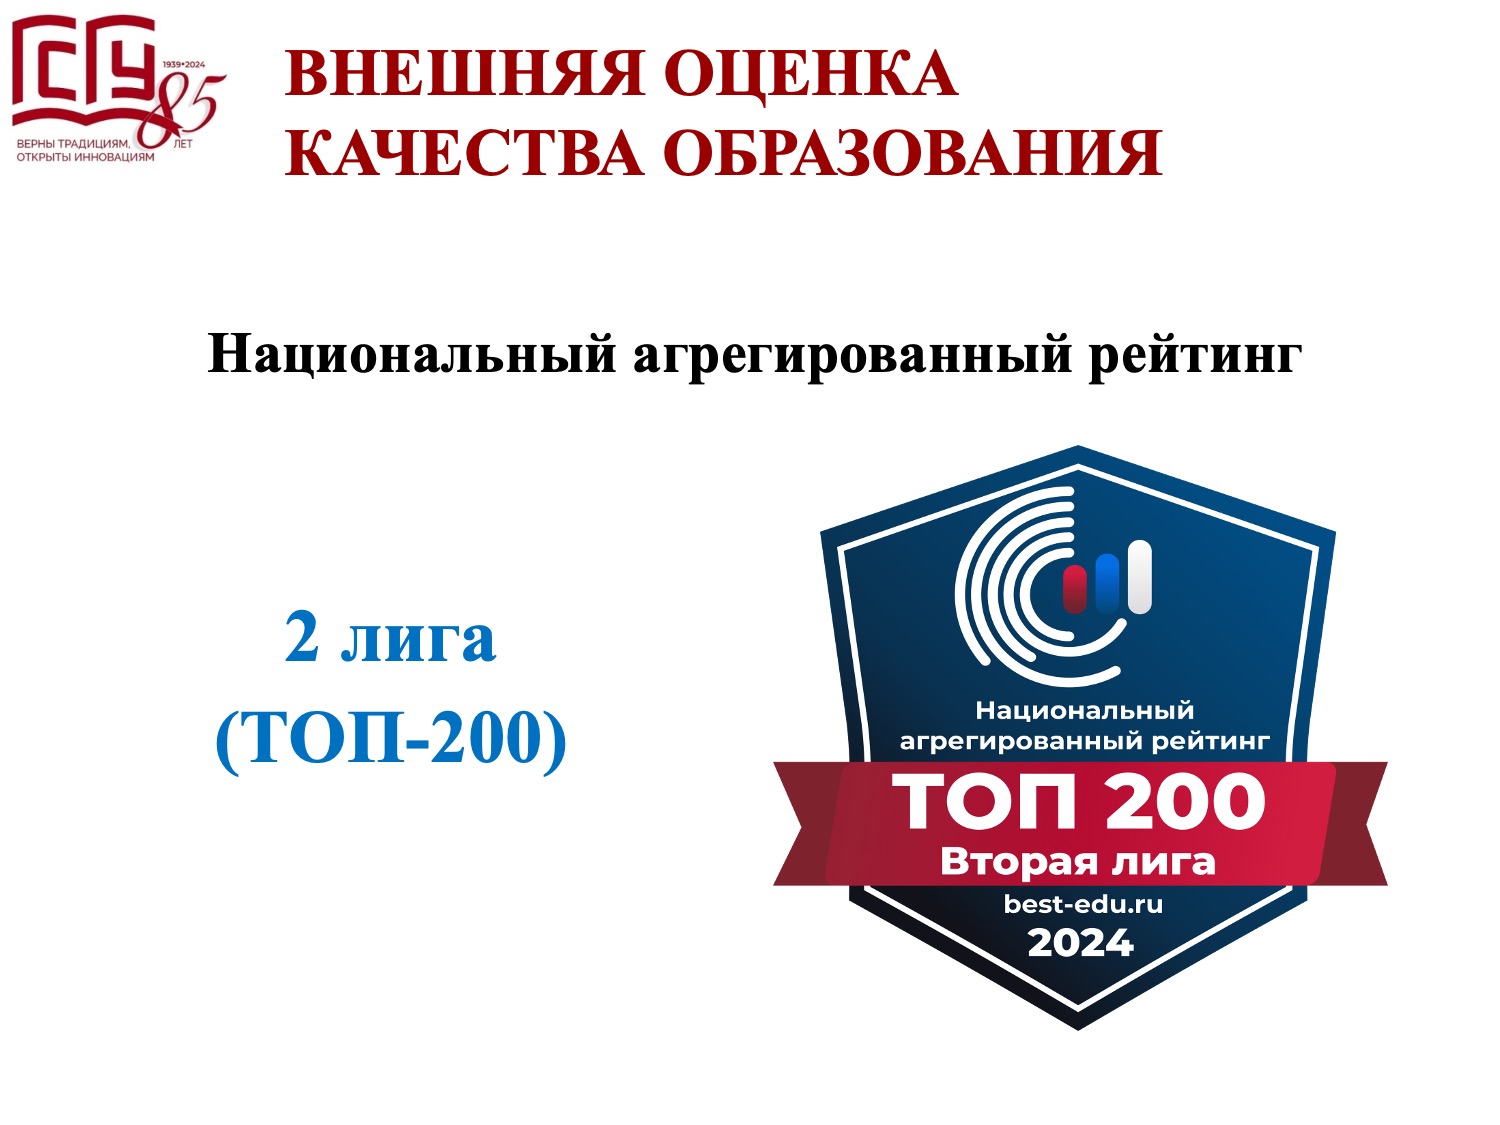 ГСГУ
1939•2024
85
ВЕРНЫ ТРАДИЦИЯМ, ЛЕТ
ОТКРЫТЫ ИННОВАЦИЯМ
ВНЕШНЯЯ ОЦЕНКА
КАЧЕСТВА ОБРАЗОВАНИЯ
Национальный агрегированный рейтинг
2 лига
(ТОП-200)
Национальный
агрегированный рейтинг
ТОП 200
Вторая лига
best-edu.ru
2024